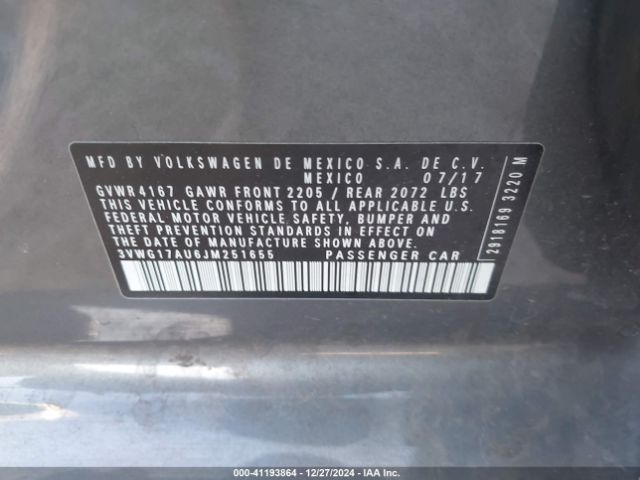 MFD BY VOLKSWAGEN DE MEXICO S.A. DE C.V.
MEXICO 07/17
GVWR4167 GAWR FRONT 2205 / REAR 2072 LBS
THIS VEHICLE CONFORMS TO ALL APPLICABLE U.S.
FEDERAL MOTOR VEHICLE SAFETY, BUMPER AND
THEFT PREVENTION STANDARDS IN EFFECT ON
THE DATE OF MANUFACTURE SHOWN ABOVE.
3VWG17AU6JM251655 PASSENGER CAR
2918169 3220 M
000-41193864 | 12/27/2024 - IAA Inc.